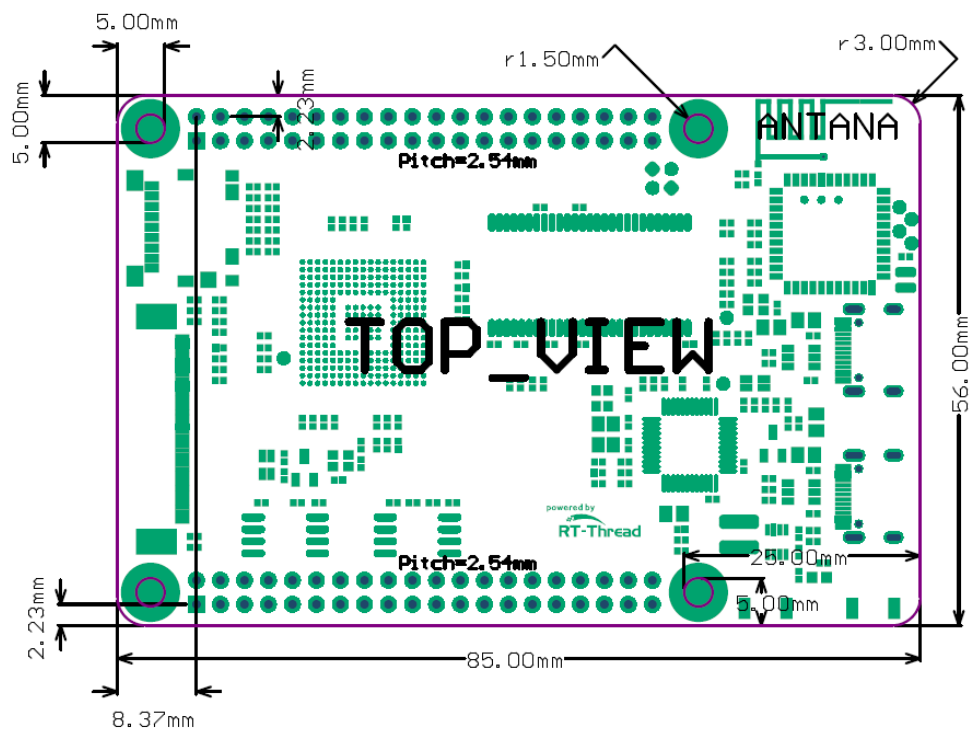 5.00mm
r1.50mm
r3.00mm
5.00mm
2.23mm
ANTANA
Pitch=2.54mm
TOP_VIEW
56.00mm
powered by
RT-Thread
Pitch=2.54mm
25.00mm
5.00mm
2.23mm
85.00mm
8.37mm